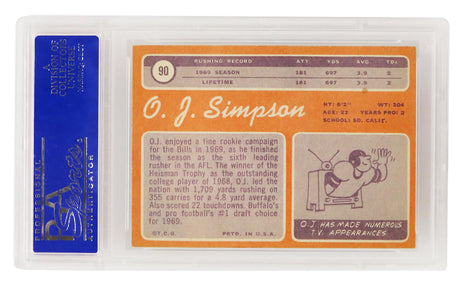 A
DIVISION OF
COLLECTORS
UNIVERSE
PSA
Sports
PROFESSIONAL
AUTHENTICATOR
90
RUSHING RECORD ATT. YDS. AVG. TDs
1969 SEASON 181 697 3.9 2
LIFETIME 181 697 3.9 2
O. J. Simpson
HT: 6'2" WT: 204
AGE: 22 YEARS PRO: 2
SCHOOL: SO. CALIF.
O.J. enjoyed a fine rookie campaign
for the Bills in 1969, as he finished
the season as the sixth leading
rusher in the AFL. The winner of the
Heisman Trophy as the outstanding
college player of 1968, O.J. led the
nation with 1,709 yards rushing on
355 carries for a 4.8 yard average.
Also scored 22 touchdowns. Buffalo's
and pro football's #1 draft choice
for 1969.
O.J. HAS MADE NUMEROUS
T.V. APPEARANCES.
©T.C.G. PRTD. IN U.S.A.